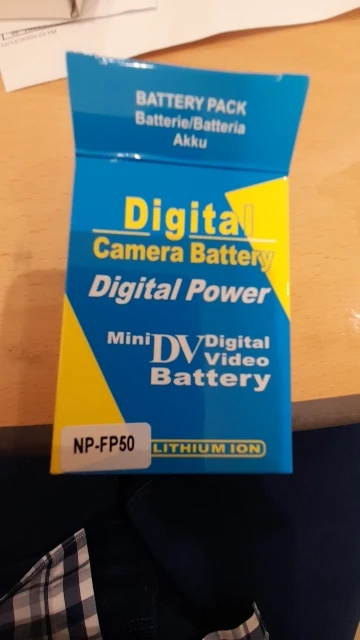 BATTERY PACK
Batterie/Batteria
Akku
Digital
Camera Battery
Digital Power
Mini DV Digital
Video
Battery
NP-FP50
LITHIUM ION